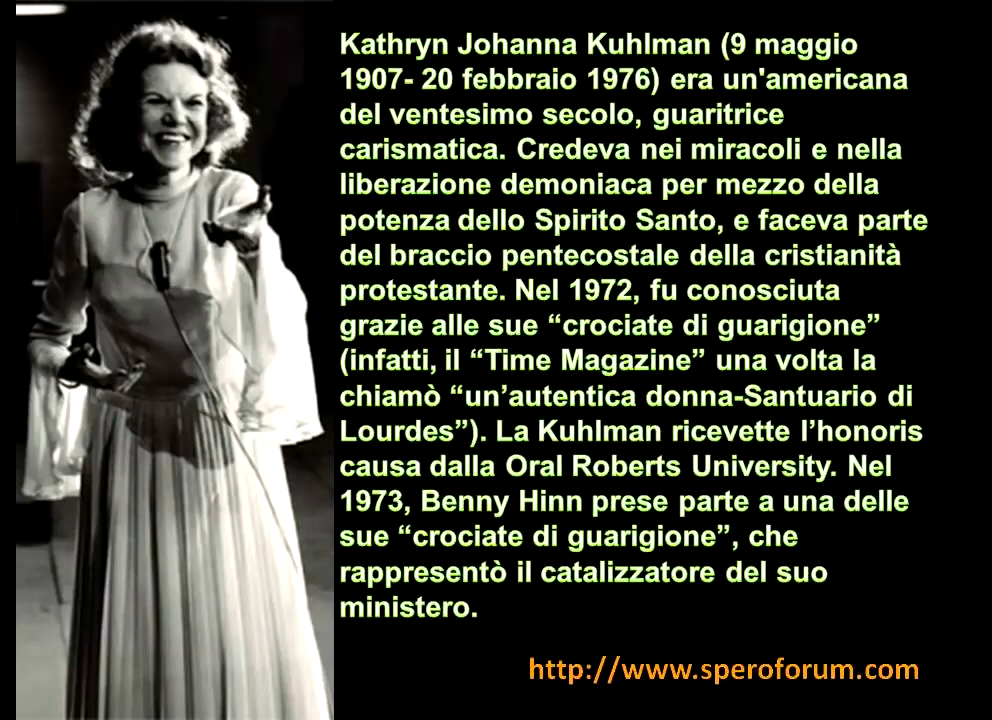 Kathryn Johanna Kuhlman (9 maggio
1907- 20 febbraio 1976) era un'americana
del ventesimo secolo, guaritrice
carismatica. Credeva nei miracoli e nella
liberazione demoniaca per mezzo della
potenza dello Spirito Santo, e faceva parte
del braccio pentecostale della cristianità
protestante. Nel 1972, fu conosciuta
grazie alle sue “crociate di guarigione”
(infatti, il “Time Magazine” una volta la
chiamò “un’autentica donna-Santuario di
Lourdes”). La Kuhlman ricevette l’honoris
causa dalla Oral Roberts University. Nel
1973, Benny Hinn prese parte a una delle
sue “crociate di guarigione”, che
rappresentò il catalizzatore del suo
ministero.
http://www.speroforum.com